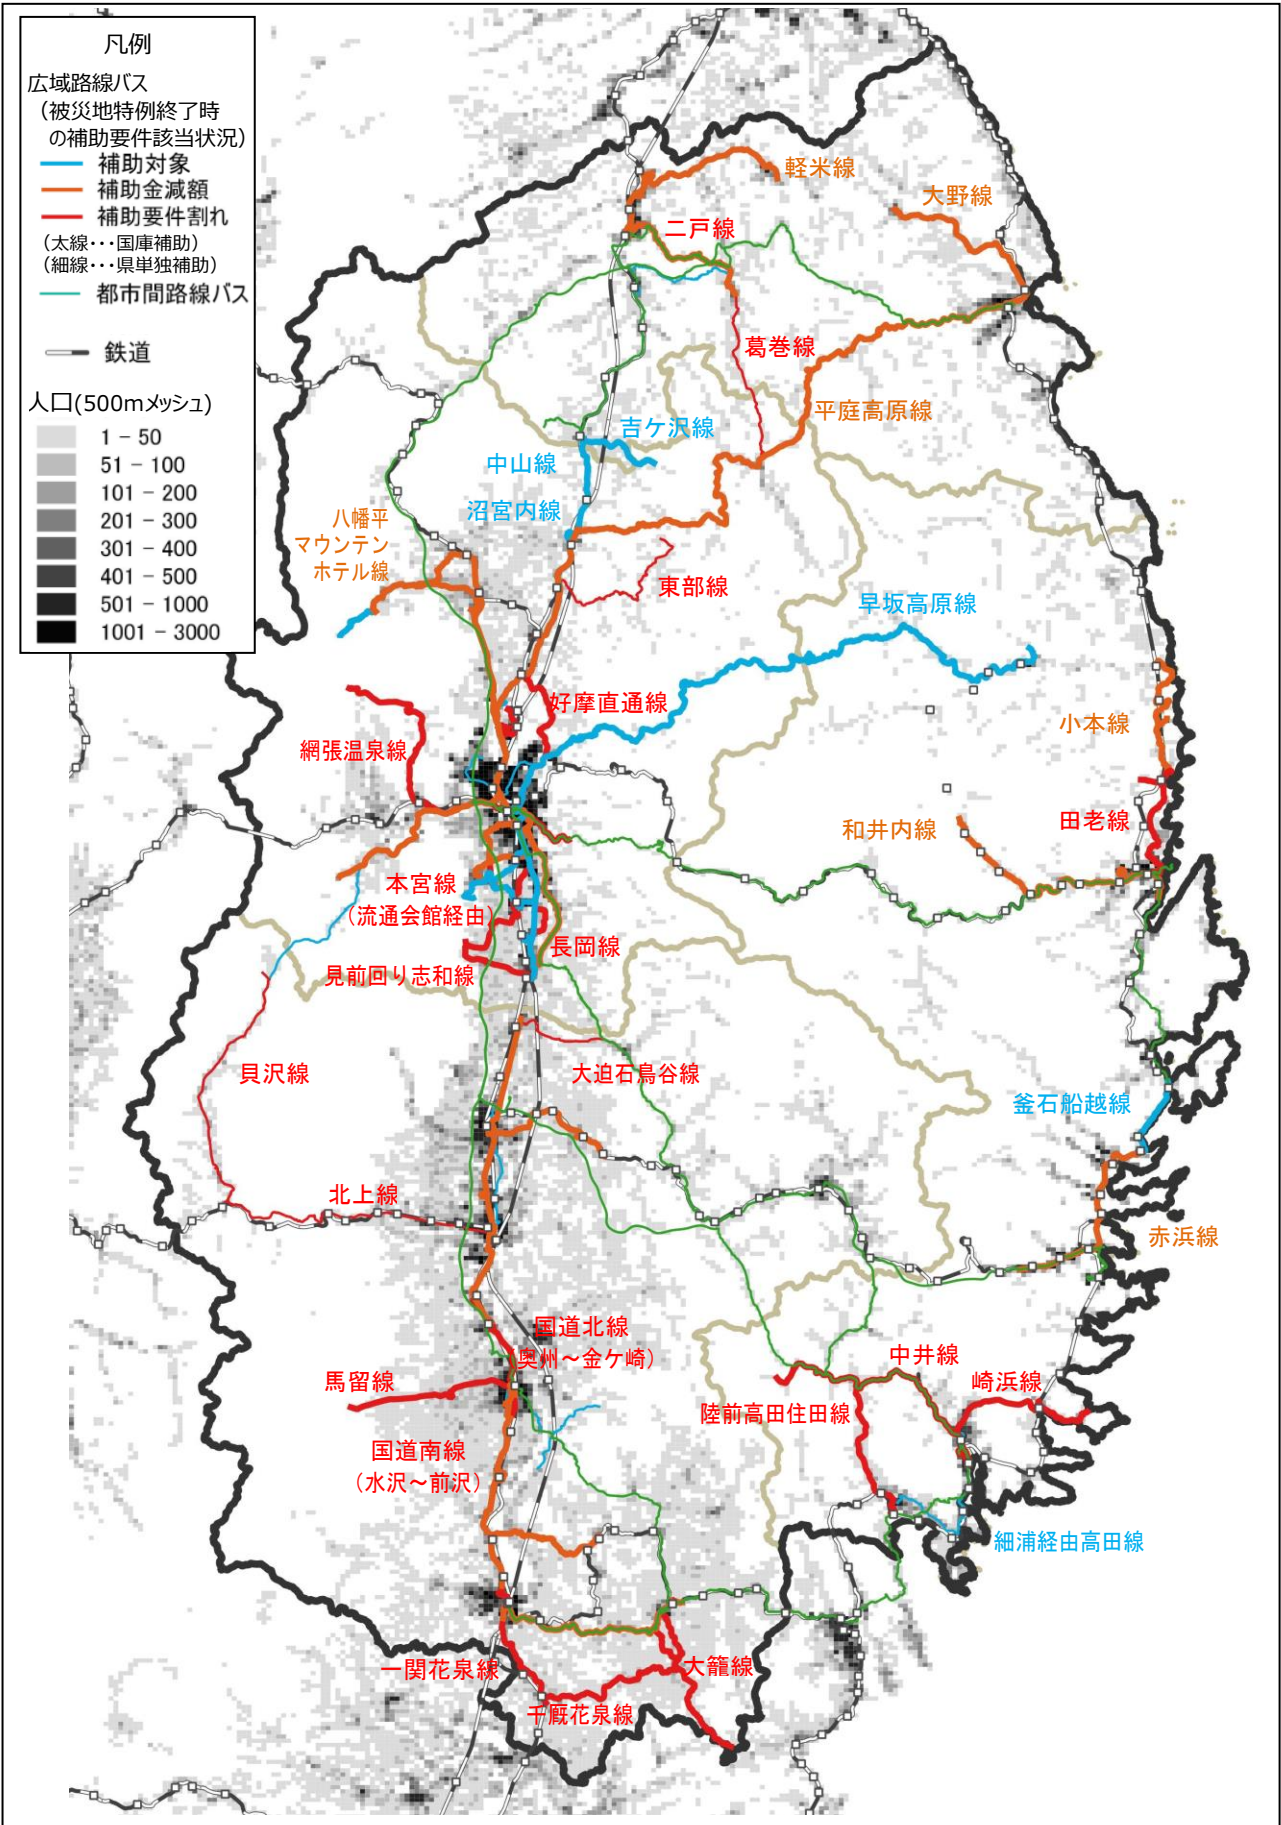 凡例
広域路線バス
(被災地特例終了時
の補助要件該当状況)
補助対象
補助金減額
補助要件割れ
(太線・・・国庫補助)
(細線・・・県単独補助)
都市間路線バス
鉄道
人口(500mメッシュ)
1 - 50
51 - 100
101 - 200
201 - 300
301 - 400
401 - 500
501 - 1000
1001 - 3000
軽米線
大野線
二戸線
葛巻線
平庭高原線
吉ケ沢線
中山線
沼宮内線
八幡平
マウンテン
ホテル線
東部線
早坂高原線
好摩直通線
網張温泉線
小本線
田老線
和井内線
本宮線
(流通会館経由)
長岡線
見前回り志和線
貝沢線
大迫石鳥谷線
釜石船越線
北上線
赤浜線
国道北線
(奥州～金ケ崎)
馬留線
中井線
崎浜線
陸前高田住田線
国道南線
(水沢～前沢)
細浦経由高田線
一関花泉線
大籠線
千厩花泉線